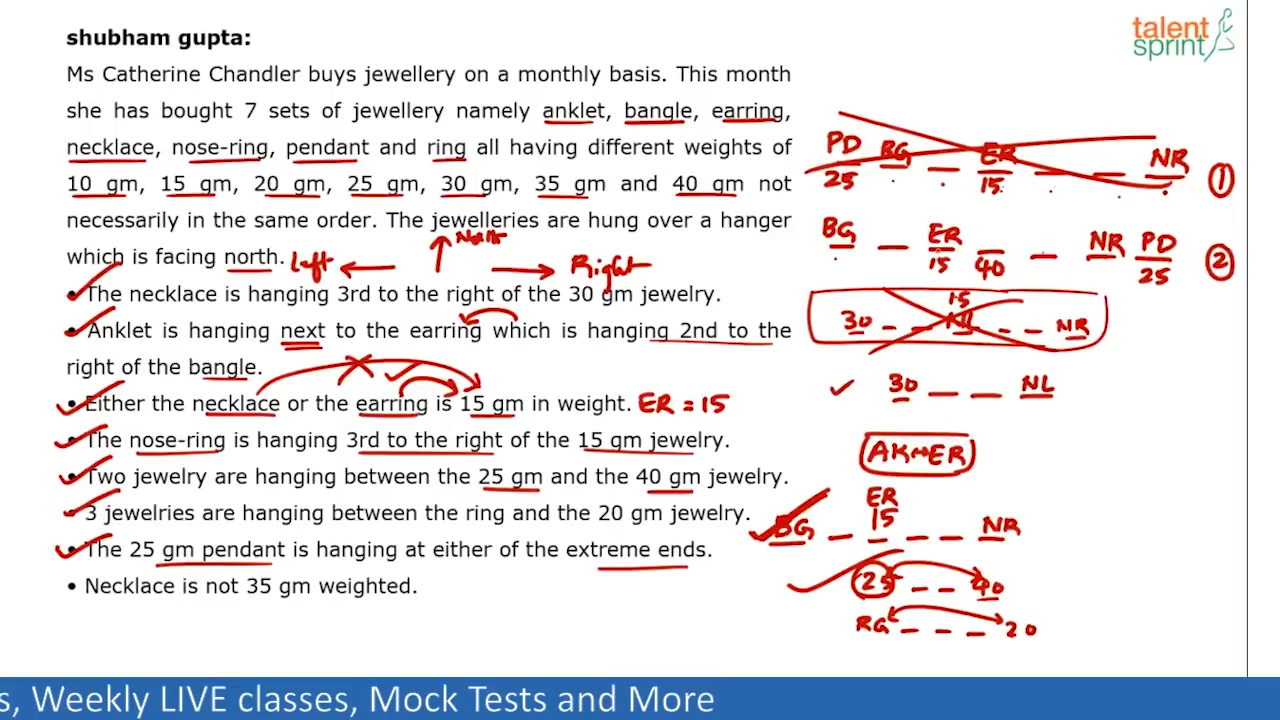 shubham gupta:
talent
sprint
Ms Catherine Chandler buys jewellery on a monthly basis. This month
she has bought 7 sets of jewellery namely anklet, bangle, earring,
necklace, nose-ring, pendant and ring all having different weights of
10 gm, 15 gm, 20 gm, 25 gm, 30 gm, 35 gm and 40 gm not
necessarily in the same order. The jewelleries are hung over a hanger
which is facing north.
North
Left Right
• The necklace is hanging 3rd to the right of the 30 gm jewelry.
• Anklet is hanging next to the earring which is hanging 2nd to the
right of the bangle.
• Either the necklace or the earring is 15 gm in weight. ER = 15
• The nose-ring is hanging 3rd to the right of the 15 gm jewelry.
• Two jewelry are hanging between the 25 gm and the 40 gm jewelry.
• 3 jewelries are hanging between the ring and the 20 gm jewelry.
• The 25 gm pendant is hanging at either of the extreme ends.
• Necklace is not 35 gm weighted.
PD BG _ ER _ _ NR
25 15 1
BG _ ER _ _ NR PD
15 40 25 2
15
30 _ _ NL _ _ NR
30 _ _ NL
AK~ER
ER
15
BG _ _ _ _ NR
25 _ _ 40
RG _ _ _ 20
s, Weekly LIVE classes, Mock Tests and More